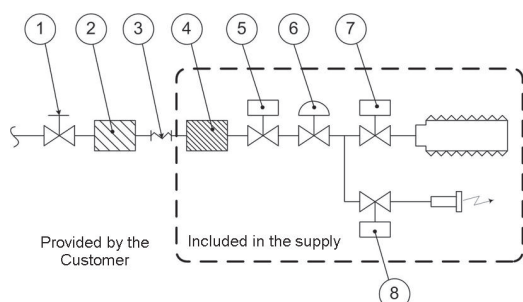 1 2 3 4 5 6 7
Provided by the
Customer
Included in the supply
8